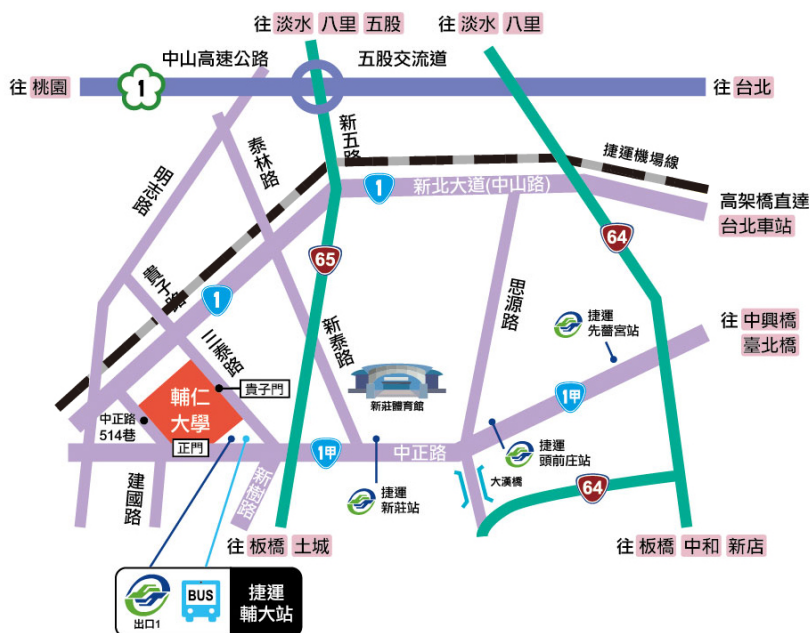 往 淡水 八里 五股
往 淡水 八里
中山高速公路
五股交流道
往 桃園
1
往 台北
新五路
泰林路
明志路
捷運機場線
1
新北大道(中山路)
高架橋直達
台北車站
65
64
貴子路
1
思源路
三泰路
新泰路
捷運
先嗇宮站
往 中興橋
臺北橋
輔仁
大學
貴子門
新莊體育館
1甲
中正路
514巷
正門
1甲
中正路
捷運
頭前庄站
建國路
新樹路
捷運
新莊站
大漢橋
64
往 板橋 土城
往 板橋 中和 新店
BUS
出口1
捷運
輔大站